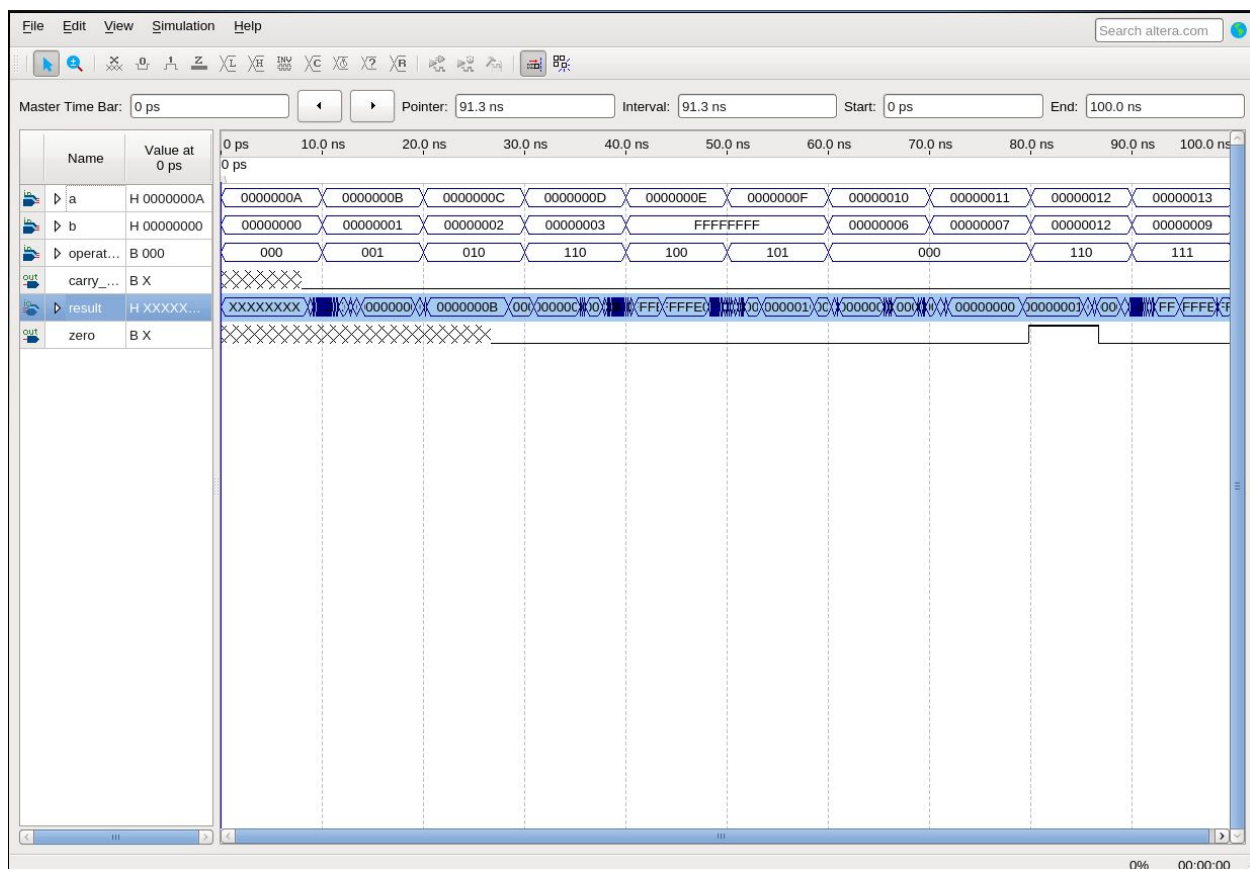 File Edit View Simulation Help Search altera.com
Master Time Bar: 0 ps Pointer: 91.3 ns Interval: 91.3 ns Start: 0 ps End: 100.0 ns
Name Value at 0 ps
0 ps 10.0 ns 20.0 ns 30.0 ns 40.0 ns 50.0 ns 60.0 ns 70.0 ns 80.0 ns 90.0 ns 100.0 ns
0 ps
a H 0000000A 0000000A 0000000B 0000000C 0000000D 0000000E 0000000F 00000010 00000011 00000012 00000013
b H 00000000 00000000 00000001 00000002 00000003 FFFFFFFF 00000006 00000007 00000012 00000009
operat... B 000 000 001 010 110 100 101 000 110 111
carry_... B X
result H XXXXX... XXXXXXXX 000000 0000000B 00000000
zero B X
0% 00:00:00